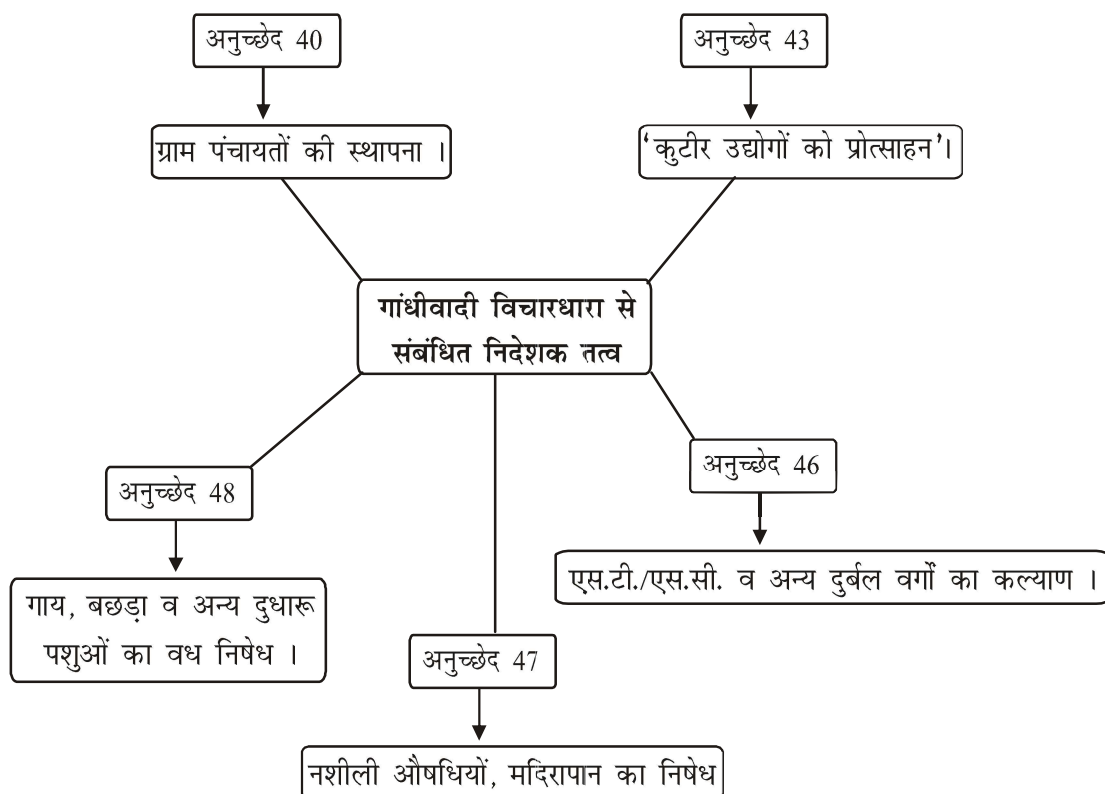 अनुच्छेद 40
अनुच्छेद 43
ग्राम पंचायतों की स्थापना ।
‘कुटीर उद्योगों को प्रोत्साहन’।
गांधीवादी विचारधारा से
संबंधित निदेशक तत्व
अनुच्छेद 48
अनुच्छेद 46
गाय, बछड़ा व अन्य दुधारू
पशुओं का वध निषेध ।
एस.टी./एस.सी. व अन्य दुर्बल वर्गों का कल्याण ।
अनुच्छेद 47
नशीली औषधियों, मदिरापान का निषेध